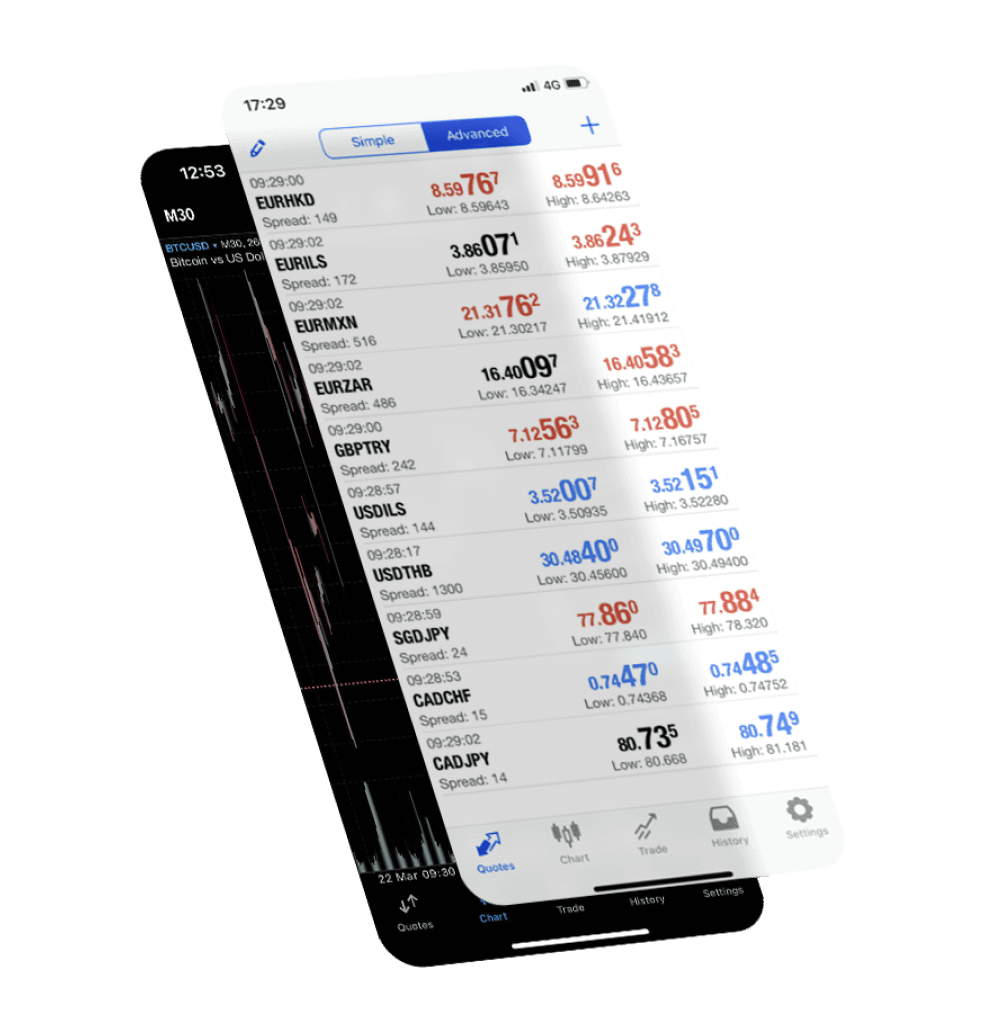 17:29
4G
Simple
Advanced
09:29:00
EURHKD
Spread: 149
8.59767
Low: 8.59643
8.59916
High: 8.64263
09:29:02
EURILS
Spread: 172
3.86071
Low: 3.85950
3.86243
High: 3.87929
09:29:02
EURMXN
Spread: 516
21.31762
Low: 21.30217
21.32278
High: 21.41912
09:29:02
EURZAR
Spread: 486
16.40097
Low: 16.34247
16.40583
High: 16.43657
09:29:00
GBPTRY
Spread: 242
7.12563
Low: 7.11799
7.12805
High: 7.16757
09:28:57
USDILS
Spread: 144
3.52007
Low: 3.50935
3.52151
High: 3.52280
09:28:17
USDTHB
Spread: 1300
30.48400
Low: 30.45600
30.49700
High: 30.49400
09:28:59
SGDJPY
Spread: 24
77.860
Low: 77.840
77.884
High: 78.320
09:28:53
CADCHF
Spread: 15
0.74470
Low: 0.74368
0.74485
High: 0.74752
09:29:02
CADJPY
Spread: 14
80.735
Low: 80.668
80.749
High: 81.181
Quotes
Chart
Trade
History
Settings
12:53
M30
BTCUSD • M30, 26
Bitcoin vs US Dol
22 Mar 09:30
Quotes
Chart
Trade
History
Settings